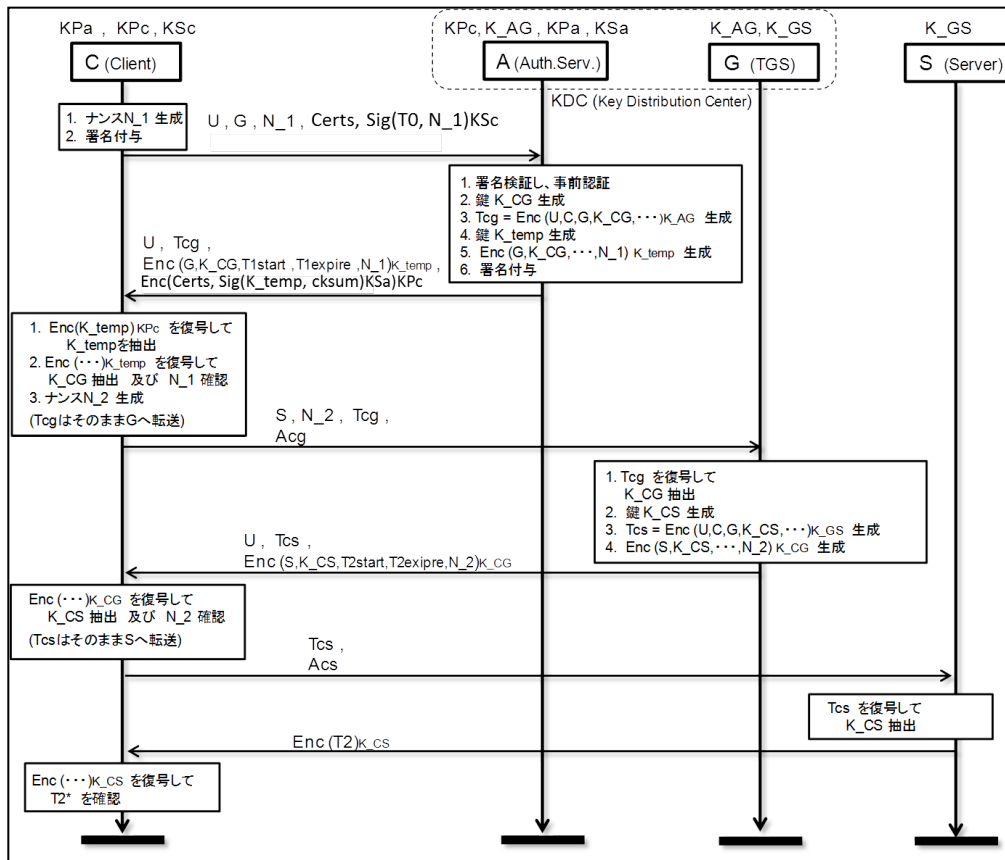 KPa , KPc, KSc
KPc, K_AG , KPa , KSa
K_AG, K_GS
K_GS
C (Client)
A (Auth.Serv.)
G (TGS)
S (Server)
KDC (Key Distribution Center)
1. ナンスN_1 生成
2. 署名付与
U , G , N_1 , Certs, Sig(T0, N_1)KSc
1. 署名検証し、事前認証
2. 鍵 K_CG 生成
3. Tcg = Enc (U,C,G,K_CG,・・・)K_AG 生成
4. 鍵 K_temp 生成
5. Enc (G,K_CG,・・・,N_1) K_temp 生成
6. 署名付与
U , Tcg ,
Enc (G,K_CG,T1start ,T1expire ,N_1)K_temp ,
Enc(Certs, Sig(K_temp, cksum)KSa)KPc
1. Enc(K_temp) KPc を復号して
K_tempを抽出
2. Enc (・・・)K_temp を復号して
K_CG 抽出 及び N_1 確認
3. ナンスN_2 生成
(TcgはそのままGへ転送)
S , N_2 , Tcg ,
Acg
1. Tcg を復号して
K_CG 抽出
2. 鍵 K_CS 生成
3. Tcs = Enc (U,C,G,K_CS,・・・)K_GS 生成
4. Enc (S,K_CS,・・・,N_2) K_CG 生成
U , Tcs ,
Enc (S,K_CS,T2start,T2exipre,N_2)K_CG
Enc (・・・)K_CG を復号して
K_CS 抽出 及び N_2 確認
(TcsはそのままSへ転送)
Tcs ,
Acs
Tcs を復号して
K_CS 抽出
Enc (T2)K_CS
Enc (・・・)K_CS を復号して
T2* を確認